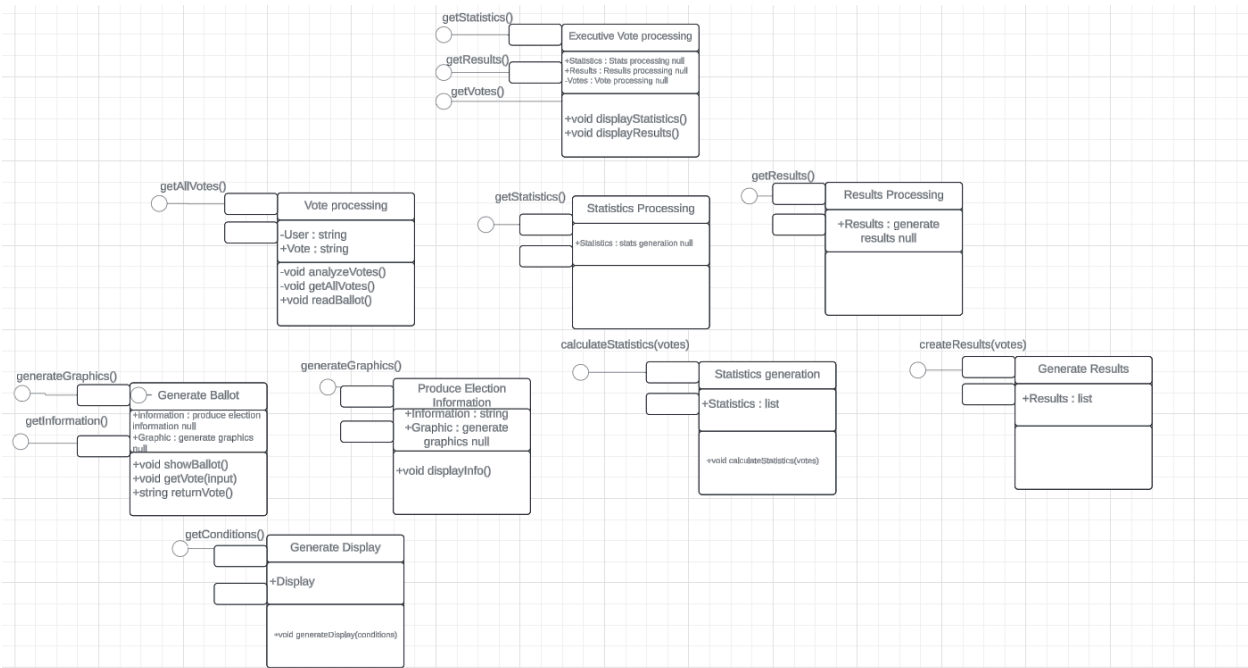 getStatistics()
Executive Vote processing
getResults()
+Statistics : Stats processing null
+Results : Results processing null
-Votes : Vote processing null
getVotes()
+void displayStatistics()
+void displayResults()
getAllVotes()
Vote processing
-User : string
+Vote : string
-void analyzeVotes()
-void getAllVotes()
+void readBallot()
getStatistics()
Statistics Processing
+Statistics : stats generation null
getResults()
Results Processing
+Results : generate
results null
generateGraphics()
Generate Ballot
getInformation()
+Information : produce election
information null
+Graphic : generate graphics
null
+void showBallot()
+void getVote(input)
+string returnVote()
generateGraphics()
Produce Election
Information
+Information : string
+Graphic : generate
graphics null
+void displayInfo()
calculateStatistics(votes)
Statistics generation
+Statistics : list
+void calculateStatistics(votes)
createResults(votes)
Generate Results
+Results : list
getConditions()
Generate Display
+Display
+void generateDisplay(conditions)